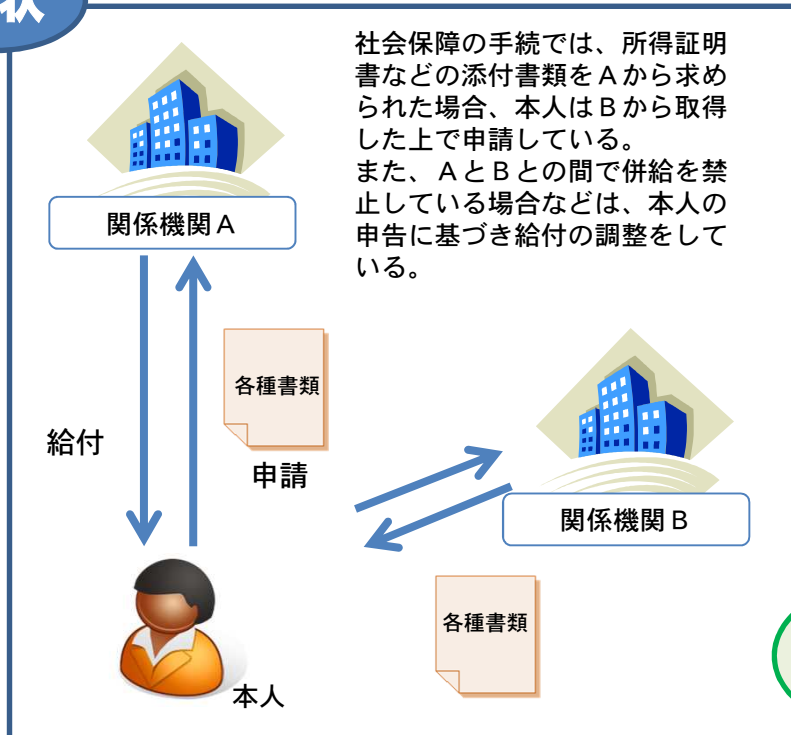 状
社会保障の手続では、所得証明
書などの添付書類をＡから求め
られた場合、本人はＢから取得
した上で申請している。
また、ＡとＢとの間で併給を禁
止している場合などは、本人の
申告に基づき給付の調整をして
いる。
関係機関Ａ
各種書類
給付
申請
関係機関Ｂ
各種書類
本人